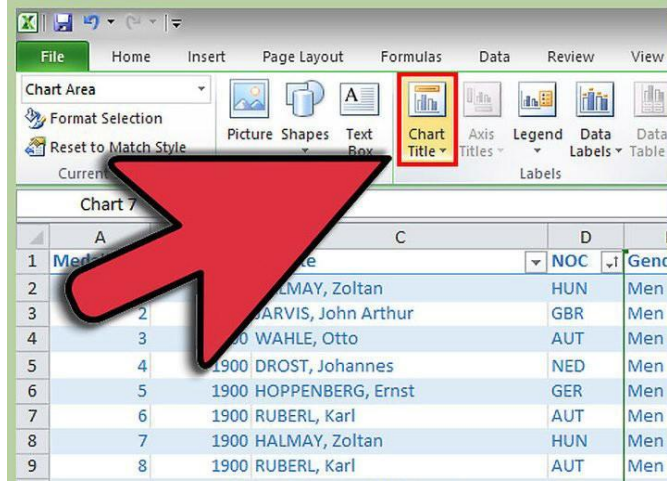 File Home Insert Page Layout Formulas Data Review View
Chart Area
Format Selection
Reset to Match Style
Picture Shapes Text Box
Chart Title Axis Titles Legend Data Labels Data Table
Labels
Chart 7
A C D
1 NOC
2 Zoltan HUN Men
3 2 JARVIS, John Arthur GBR Men
4 3 WAHLE, Otto AUT Men
5 4 1900 DROST, Johannes NED Men
6 5 1900 HOPPENBERG, Ernst GER Men
7 6 1900 RUBERL, Karl AUT Men
8 7 1900 HALMAY, Zoltan HUN Men
9 8 1900 RUBERL, Karl AUT Men